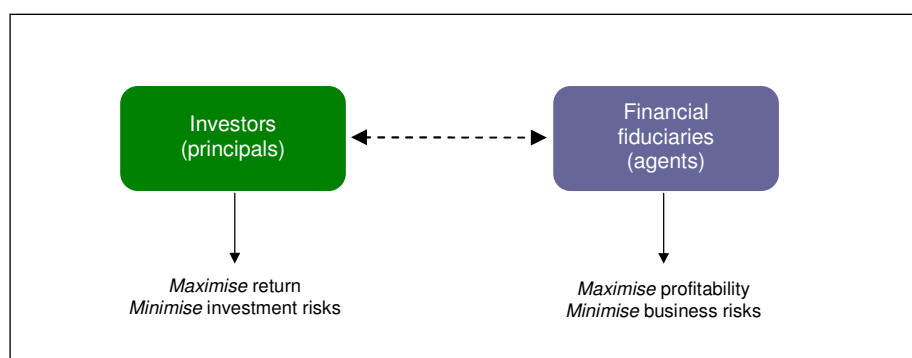 Investors
(principals)
Financial
fiduciaries
(agents)
Maximise return
Minimise investment risks
Maximise profitability
Minimise business risks